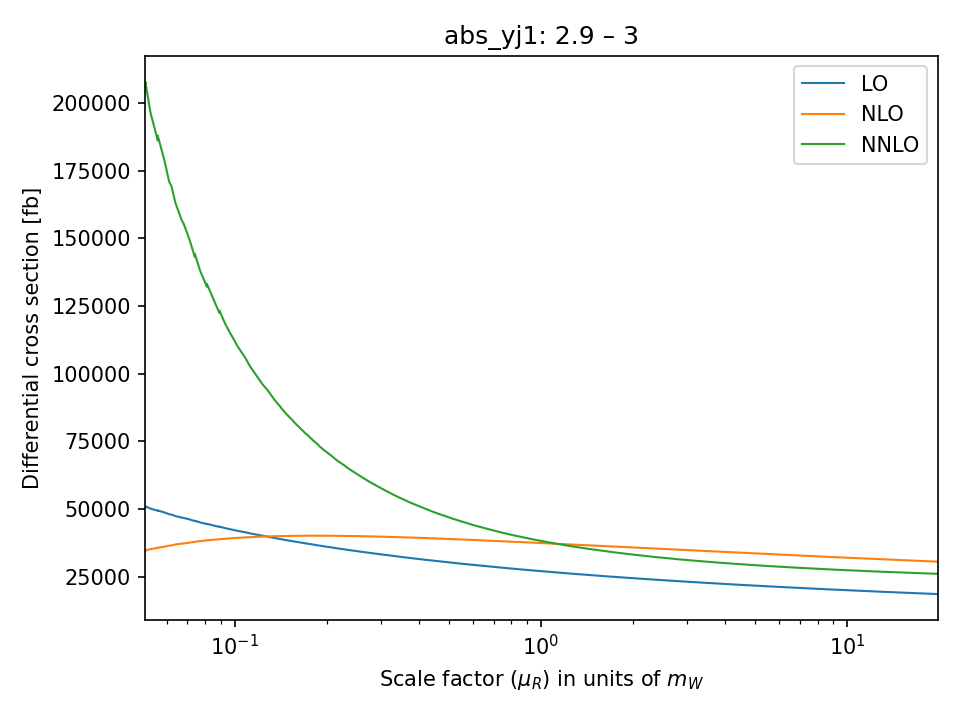 abs_yj1: 2.9 – 3
LO
NLO
NNLO
Differential cross section [fb]
200000
175000
150000
125000
100000
75000
50000
25000
10⁻¹
10⁰
10¹
Scale factor (μ_R) in units of m_W